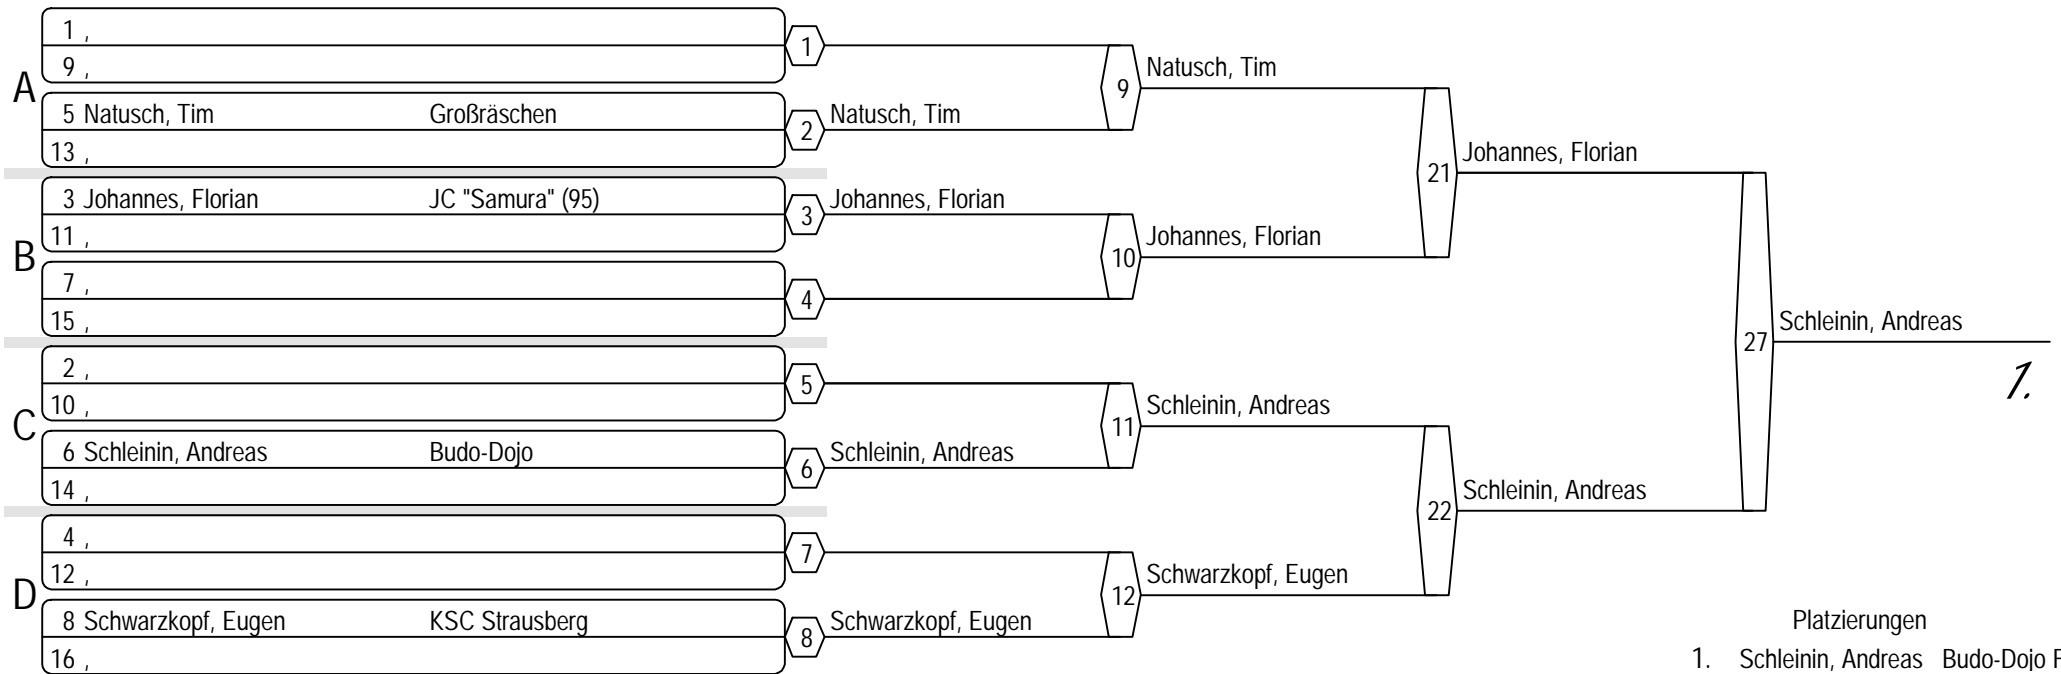 1 ,
1
9 ,
A
9
Natusch, Tim
5 Natusch, Tim Großräschen
2
Natusch, Tim
13 ,
21
Johannes, Florian
3 Johannes, Florian JC "Samura" (95)
3
Johannes, Florian
11 ,
B
10
Johannes, Florian
7 ,
4
15 ,
27
Schleinin, Andreas
1.
2 ,
5
10 ,
C
11
Schleinin, Andreas
6 Schleinin, Andreas Budo-Dojo
6
Schleinin, Andreas
14 ,
22
Schleinin, Andreas
4 ,
7
12 ,
D
12
Schwarzkopf, Eugen
8 Schwarzkopf, Eugen KSC Strausberg
8
Schwarzkopf, Eugen
16 ,
Platzierungen
1. Schleinin, Andreas Budo-Dojo F